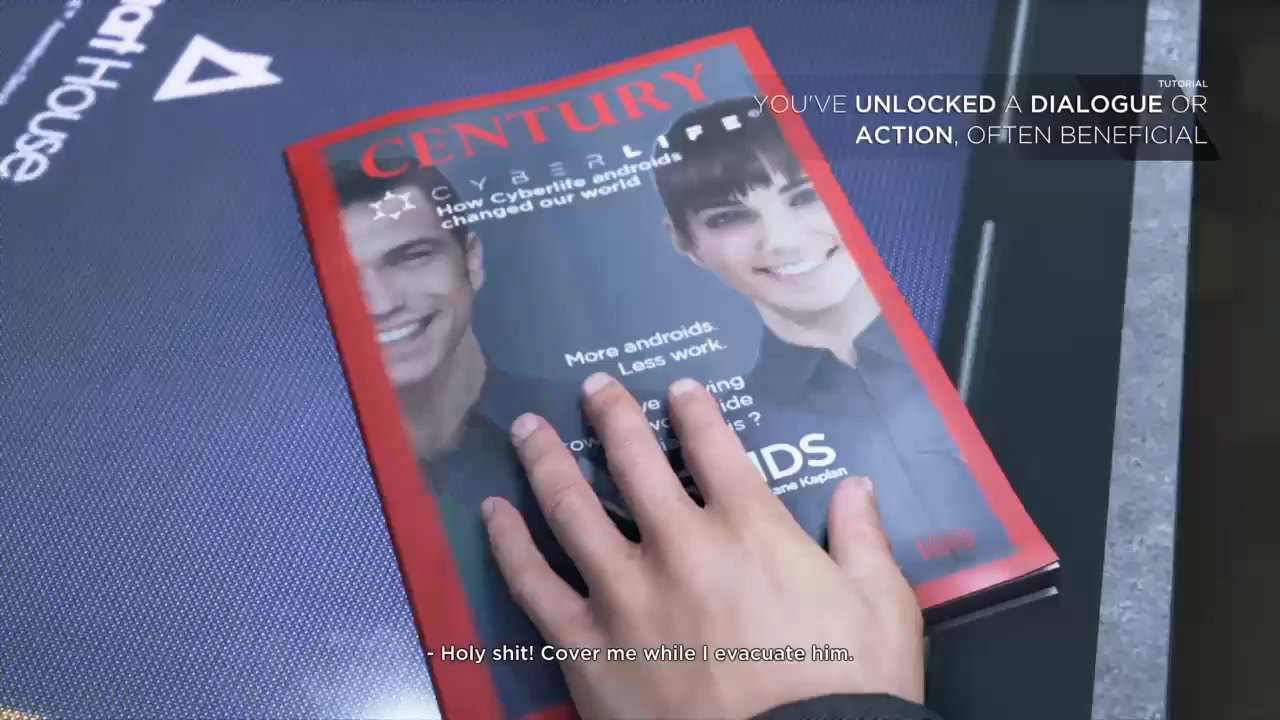 House
TUTORIAL
YOU'VE UNLOCKED A DIALOGUE OR
ACTION, OFTEN BENEFICIAL
CENTURY
CYBERLIFE
How Cyberlife androids
changed our world
More androids.
Less work.
- Holy shit! Cover me while I evacuate him.